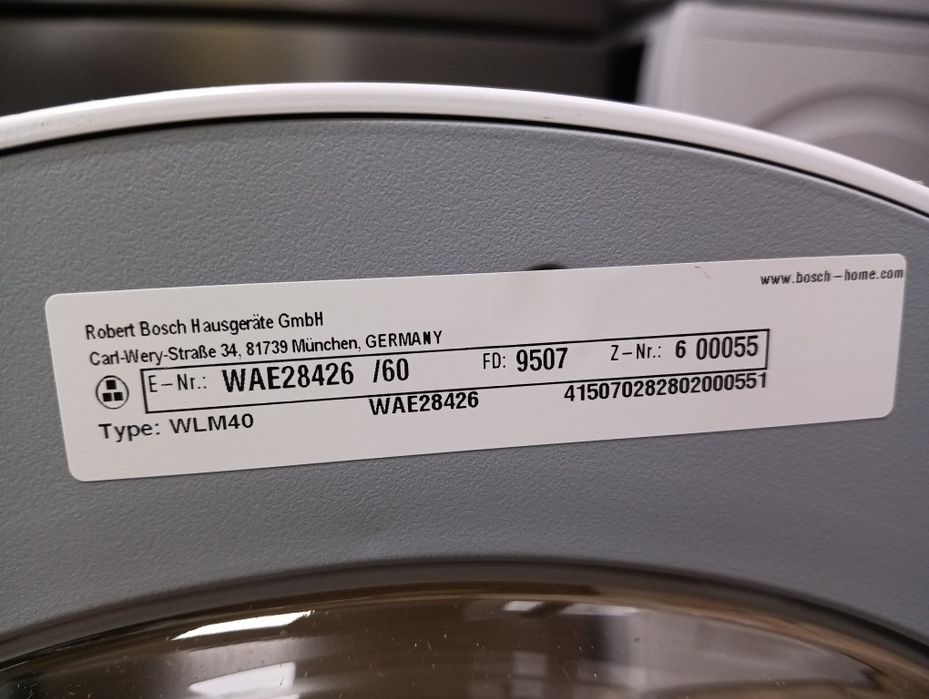 www.bosch-home.com
Robert Bosch Hausgeräte GmbH
Carl-Wery-Straße 34, 81739 München, GERMANY
E-Nr.: WAE28426 /60 FD: 9507 Z-Nr.: 6 00055
Type: WLM40 WAE28426 415070282802000551